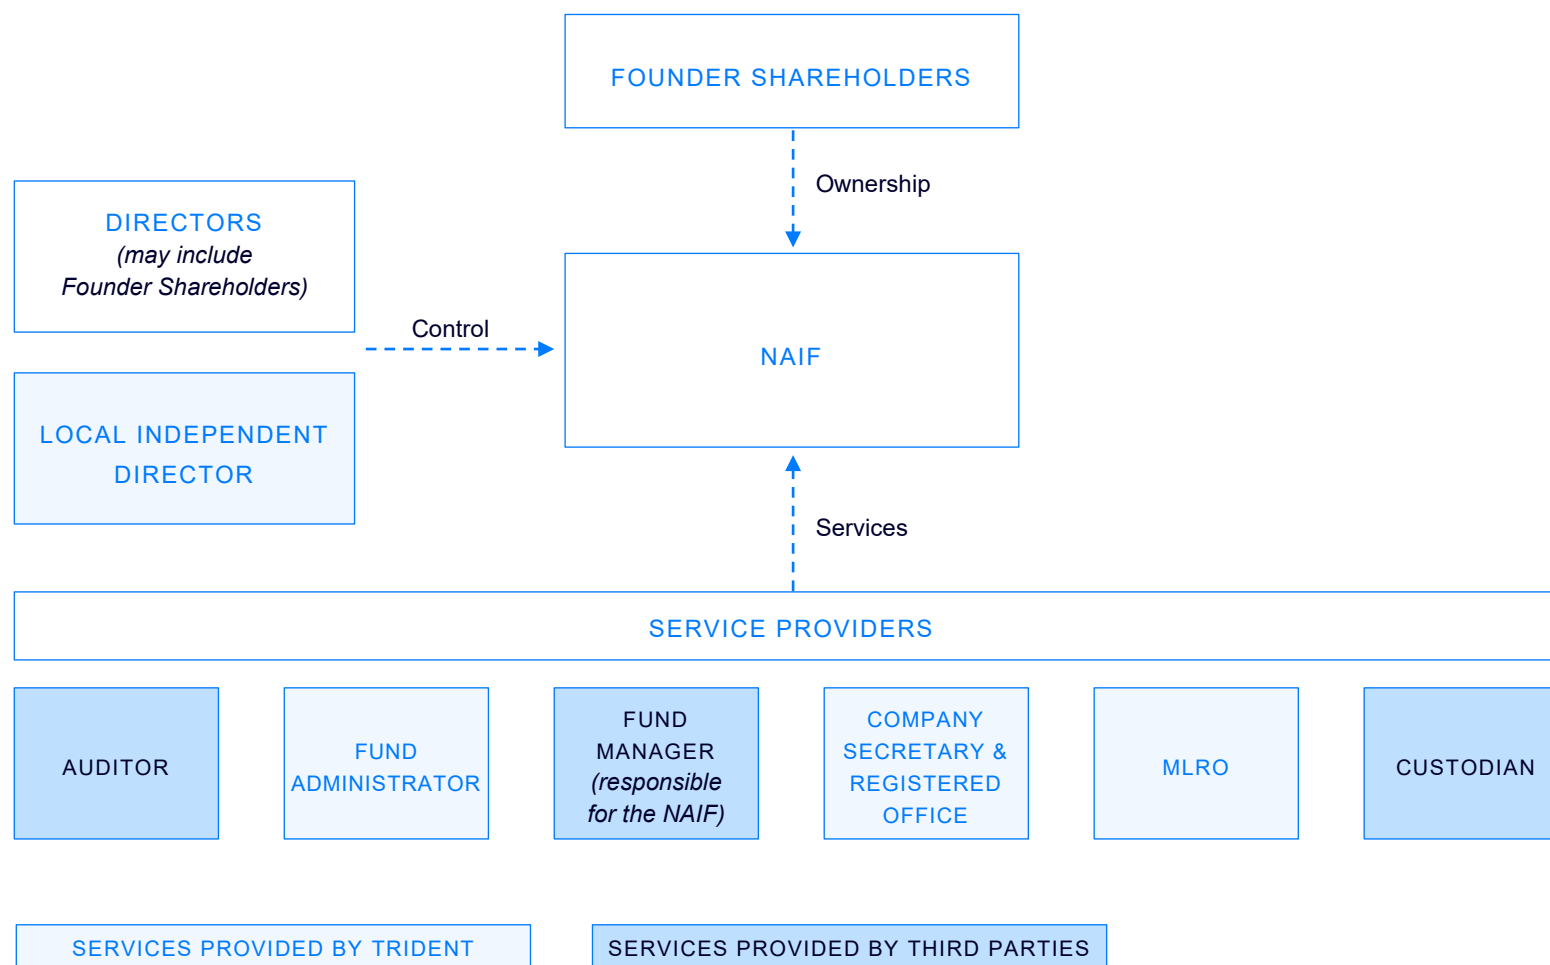 FOUNDER SHAREHOLDERS
Ownership
DIRECTORS
(may include
Founder Shareholders)
Control
NAIF
LOCAL INDEPENDENT
DIRECTOR
Services
SERVICE PROVIDERS
AUDITOR
FUND
ADMINISTRATOR
FUND
MANAGER
(responsible
for the NAIF)
COMPANY
SECRETARY &
REGISTERED
OFFICE
MLRO
CUSTODIAN
SERVICES PROVIDED BY TRIDENT
SERVICES PROVIDED BY THIRD PARTIES